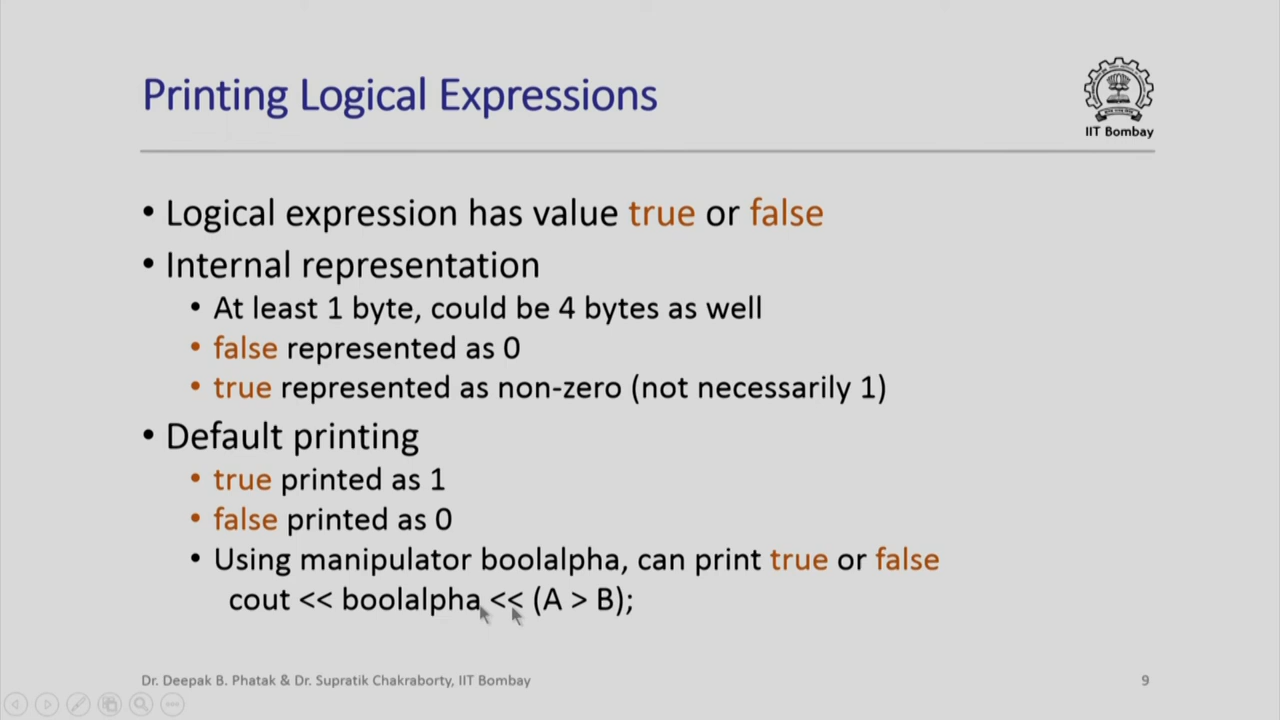 Printing Logical Expressions
IIT Bombay
• Logical expression has value true or false
• Internal representation
• At least 1 byte, could be 4 bytes as well
• false represented as 0
• true represented as non-zero (not necessarily 1)
• Default printing
• true printed as 1
• false printed as 0
• Using manipulator boolalpha, can print true or false
cout << boolalpha << (A > B);
Dr. Deepak B. Phatak & Dr. Supratik Chakraborty, IIT Bombay
9